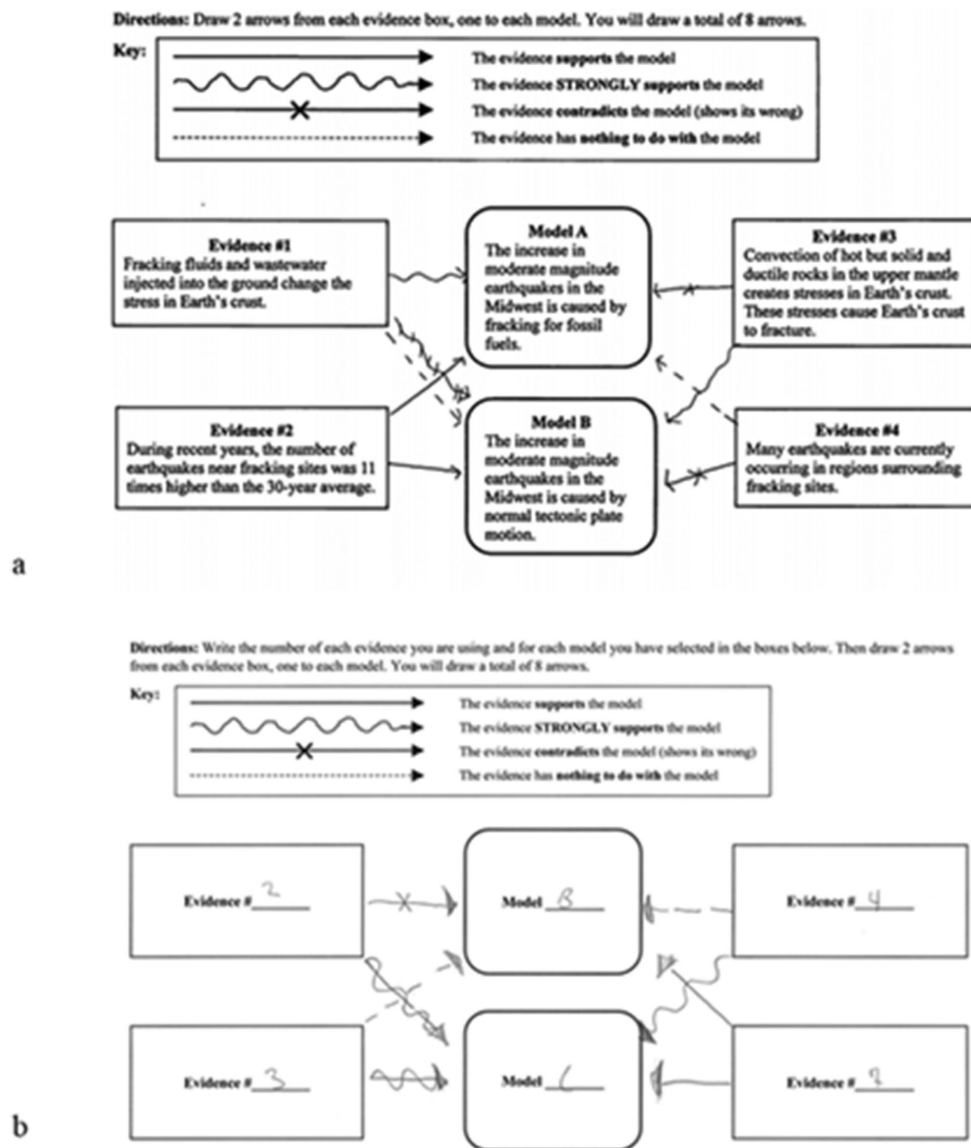 Directions: Draw 2 arrows from each evidence box, one to each model. You will draw a total of 8 arrows.
Key:
The evidence supports the model
The evidence STRONGLY supports the model
The evidence contradicts the model (shows its wrong)
The evidence has nothing to do with the model
Evidence #1
Fracking fluids and wastewater
injected into the ground change the
stress in Earth's crust.
Model A
The increase in
moderate magnitude
earthquakes in the
Midwest is caused by
fracking for fossil
fuels.
Evidence #3
Convection of hot but solid and
ductile rocks in the upper mantle
creates stresses in Earth's crust.
These stresses cause Earth's crust
to fracture.
Evidence #2
During recent years, the number of
earthquakes near fracking sites was 11
times higher than the 30-year average.
Model B
The increase in
moderate magnitude
earthquakes in the
Midwest is caused by
normal tectonic plate
motion.
Evidence #4
Many earthquakes are currently
occurring in regions surrounding
fracking sites.
a
Directions: Write the number of each evidence you are using and for each model you have selected in the boxes below. Then draw 2 arrows
from each evidence box, one to each model. You will draw a total of 8 arrows.
Key:
The evidence supports the model
The evidence STRONGLY supports the model
The evidence contradicts the model (shows its wrong)
The evidence has nothing to do with the model
Evidence # 2
Model B
Evidence # 4
Evidence # 3
Model C
Evidence #
b